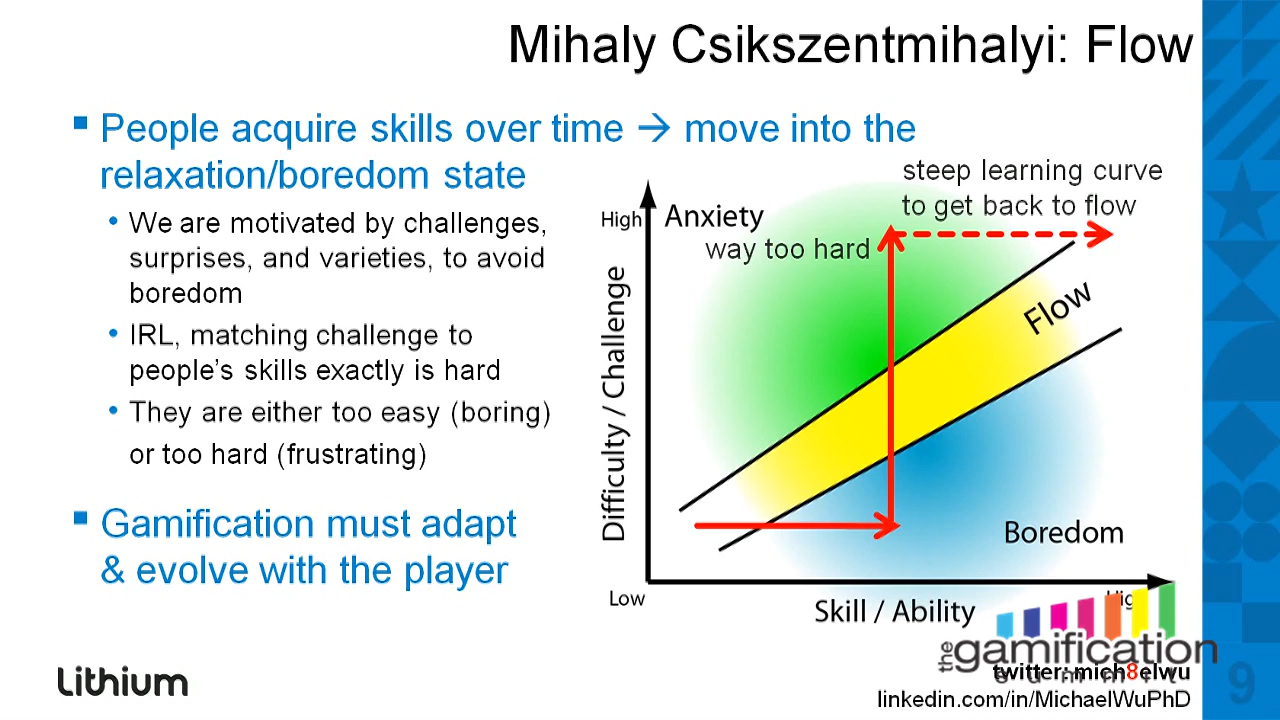 Mihaly Csikszentmihalyi: Flow
People acquire skills over time → move into the
relaxation/boredom state
We are motivated by challenges,
surprises, and varieties, to avoid
boredom
IRL, matching challenge to
people's skills exactly is hard
They are either too easy (boring)
or too hard (frustrating)
Gamification must adapt
& evolve with the player
steep learning curve
to get back to flow
High
Anxiety
way too hard
Flow
Difficulty / Challenge
Boredom
Low
High
Skill / Ability
the gamification
summit
twitter: mich8elwu
linkedin.com/in/MichaelWuPhD
Lithium
9